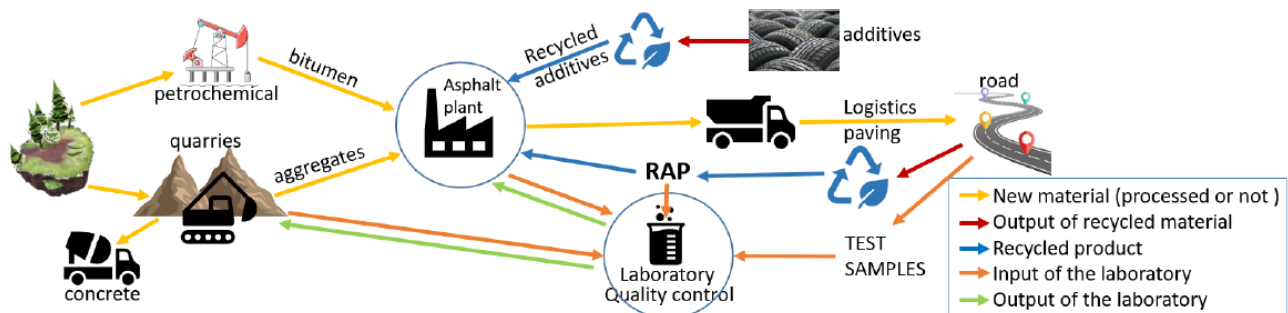 petrochemical
bitumen
quarries
aggregates
concrete
Asphalt
plant
Recycled
additives
additives
Logistics
paving
road
RAP
Laboratory
Quality control
TEST
SAMPLES
New material (processed or not )
Output of recycled material
Recycled product
Input of the laboratory
Output of the laboratory